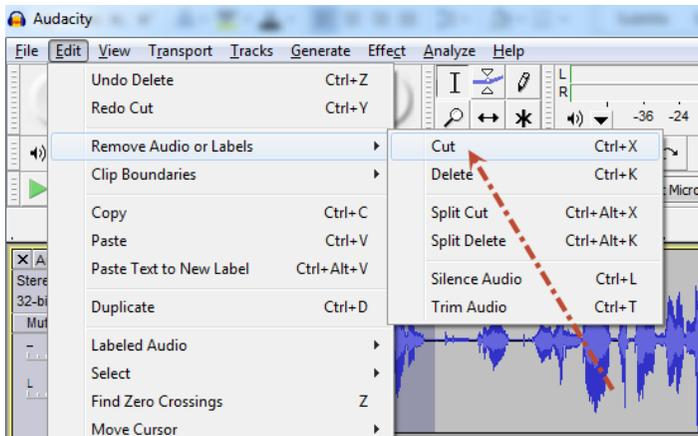 Audacity
File Edit View Transport Tracks Generate Effect Analyze Help
Undo Delete Ctrl+Z
Redo Cut Ctrl+Y
Remove Audio or Labels
Clip Boundaries
Copy Ctrl+C
Paste Ctrl+V
Paste Text to New Label Ctrl+Alt+V
Duplicate Ctrl+D
Labeled Audio
Select
Find Zero Crossings Z
Move Cursor
Cut Ctrl+X
Delete Ctrl+K
Split Cut Ctrl+Alt+X
Split Delete Ctrl+Alt+K
Silence Audio Ctrl+L
Trim Audio Ctrl+T
L
R
-36 -24
Micro
X A
Stere
32-bi
Mut
-
L